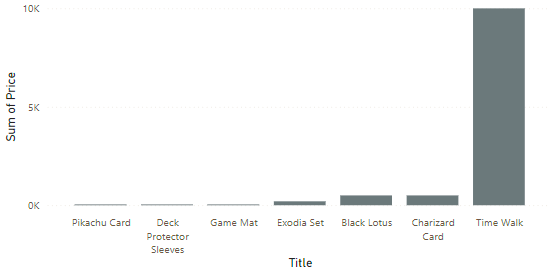 10K
5K
0K
Sum of Price
Pikachu Card
Deck
Protector
Sleeves
Game Mat
Exodia Set
Black Lotus
Charizard
Card
Time Walk
Title